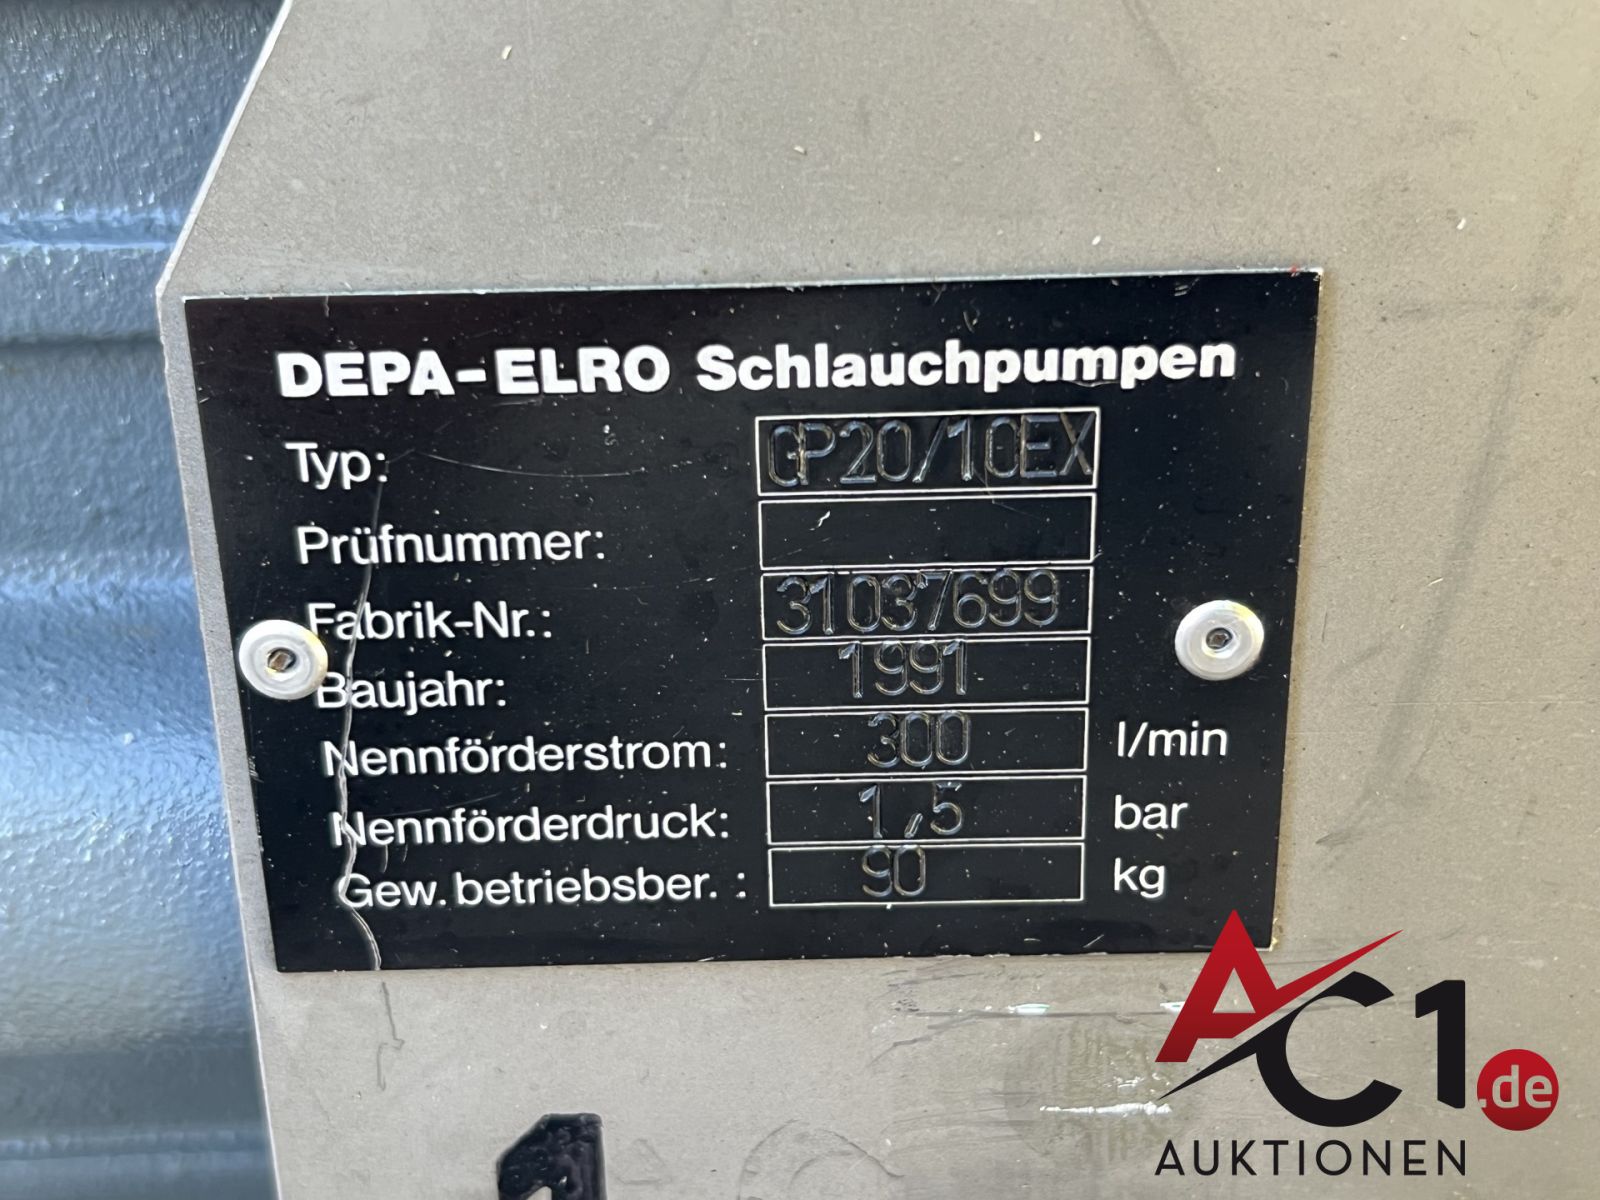 DEPA-ELRO Schlauchpumpen
Typ: GP20/10EX
Prüfnummer:
Fabrik-Nr.: 31037699
Baujahr: 1991
Nennförderstrom: 300 l/min
Nennförderdruck: 1,5 bar
Gew. betriebsber. : 90 kg
AC1.de
AUKTIONEN